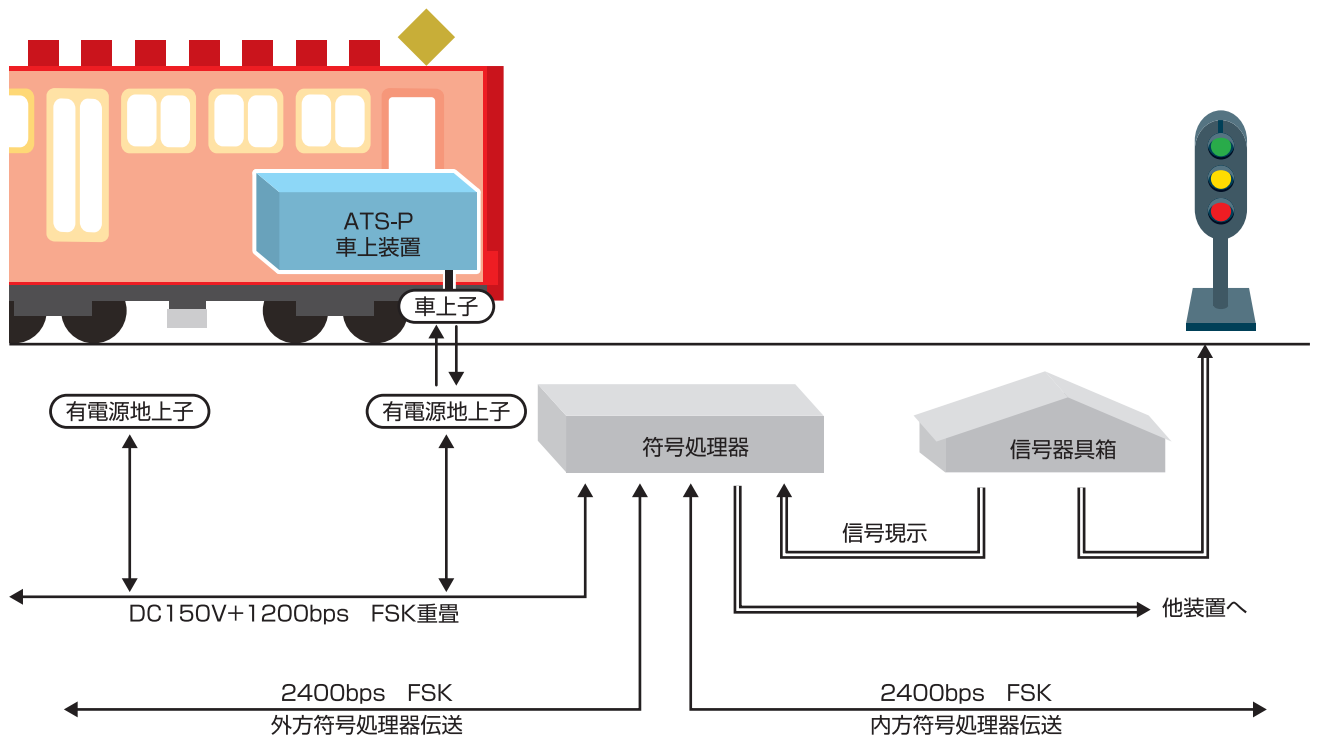 ATS-P
車上装置
車上子
有電源地上子
有電源地上子
符号処理器
信号器具箱
信号現示
DC150V+1200bps FSK重畳
他装置へ
2400bps FSK
外方符号処理器伝送
2400bps FSK
内方符号処理器伝送